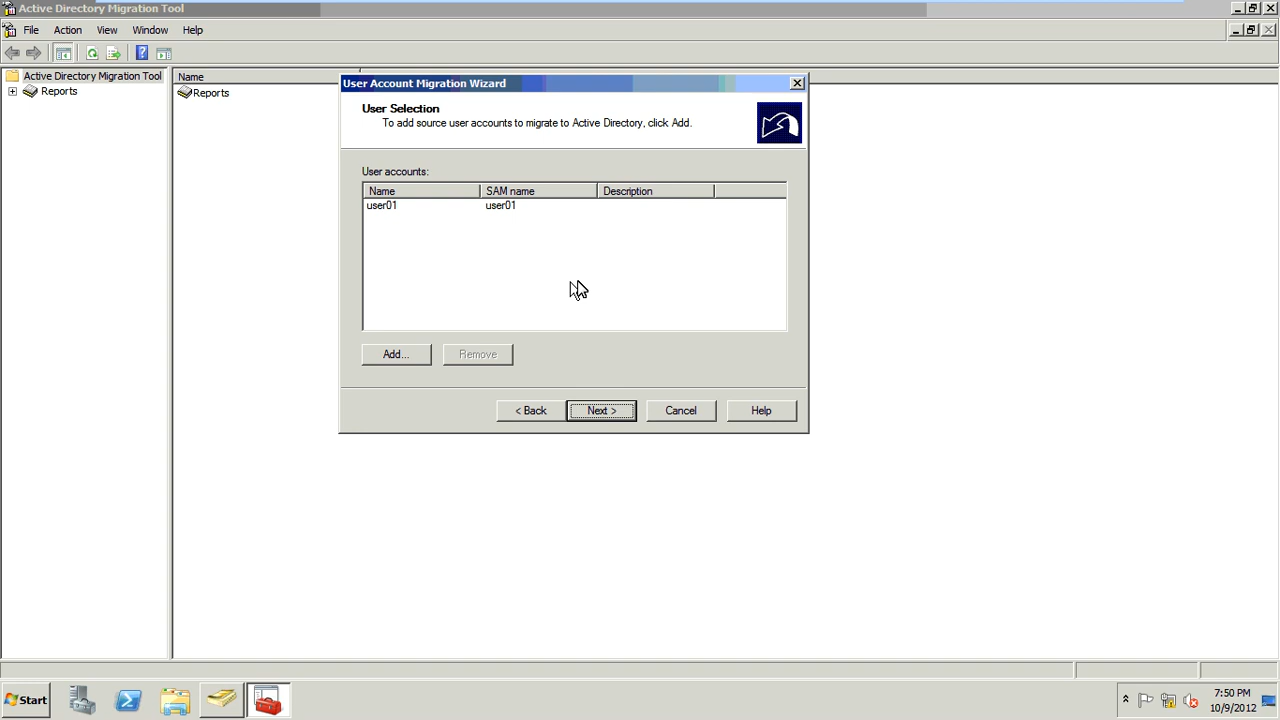 Active Directory Migration Tool
File Action View Window Help
Active Directory Migration Tool
Reports
Name
Reports
User Account Migration Wizard
User Selection
To add source user accounts to migrate to Active Directory, click Add.
User accounts:
Name SAM name Description
user01 user01
Add... Remove
< Back Next > Cancel Help
Start
7:50 PM
10/9/2012